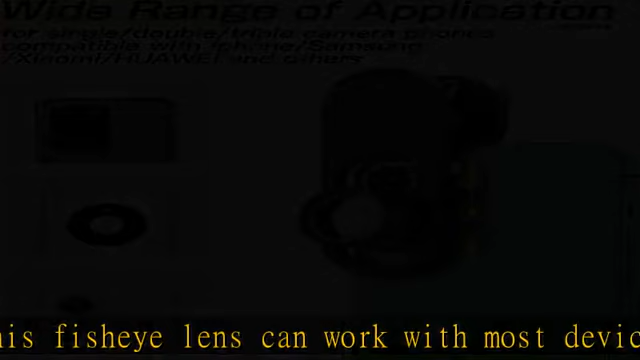 Wide Range of Application
for single/double/triple camera phones
compatible with iphone/Samsung
/Xiaomi/HUAWEI and others
his fisheye lens can work with most devic